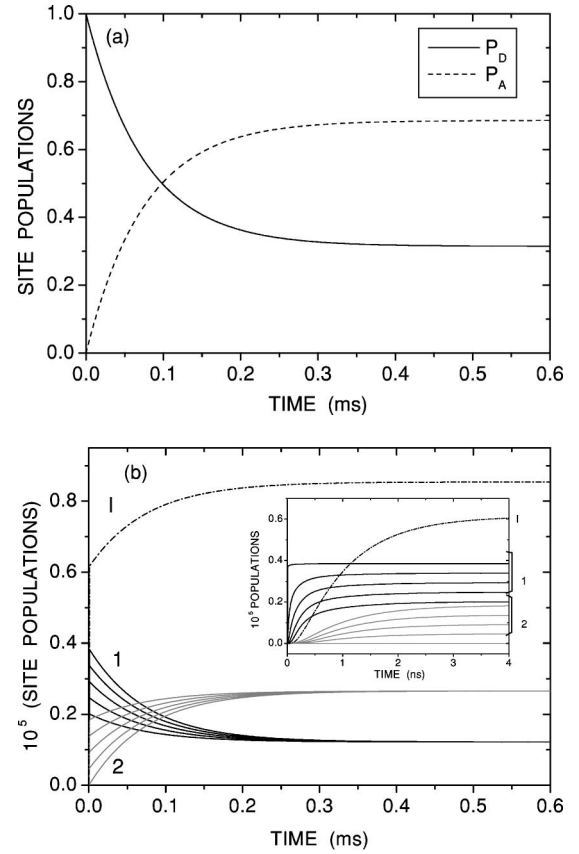 (a)
P_D
P_A
SITE POPULATIONS
1.0
0.8
0.6
0.4
0.2
0.0
0.0 0.1 0.2 0.3 0.4 0.5 0.6
TIME (ms)
(b)
I
1
2
10^5 (SITE POPULATIONS)
0.8
0.6
0.4
0.2
0.0
0.0 0.1 0.2 0.3 0.4 0.5 0.6
TIME (ms)
10^5 POPULATIONS
0.6
0.4
0.2
0.0
0 1 2 3 4
TIME (ns)
I
1
2